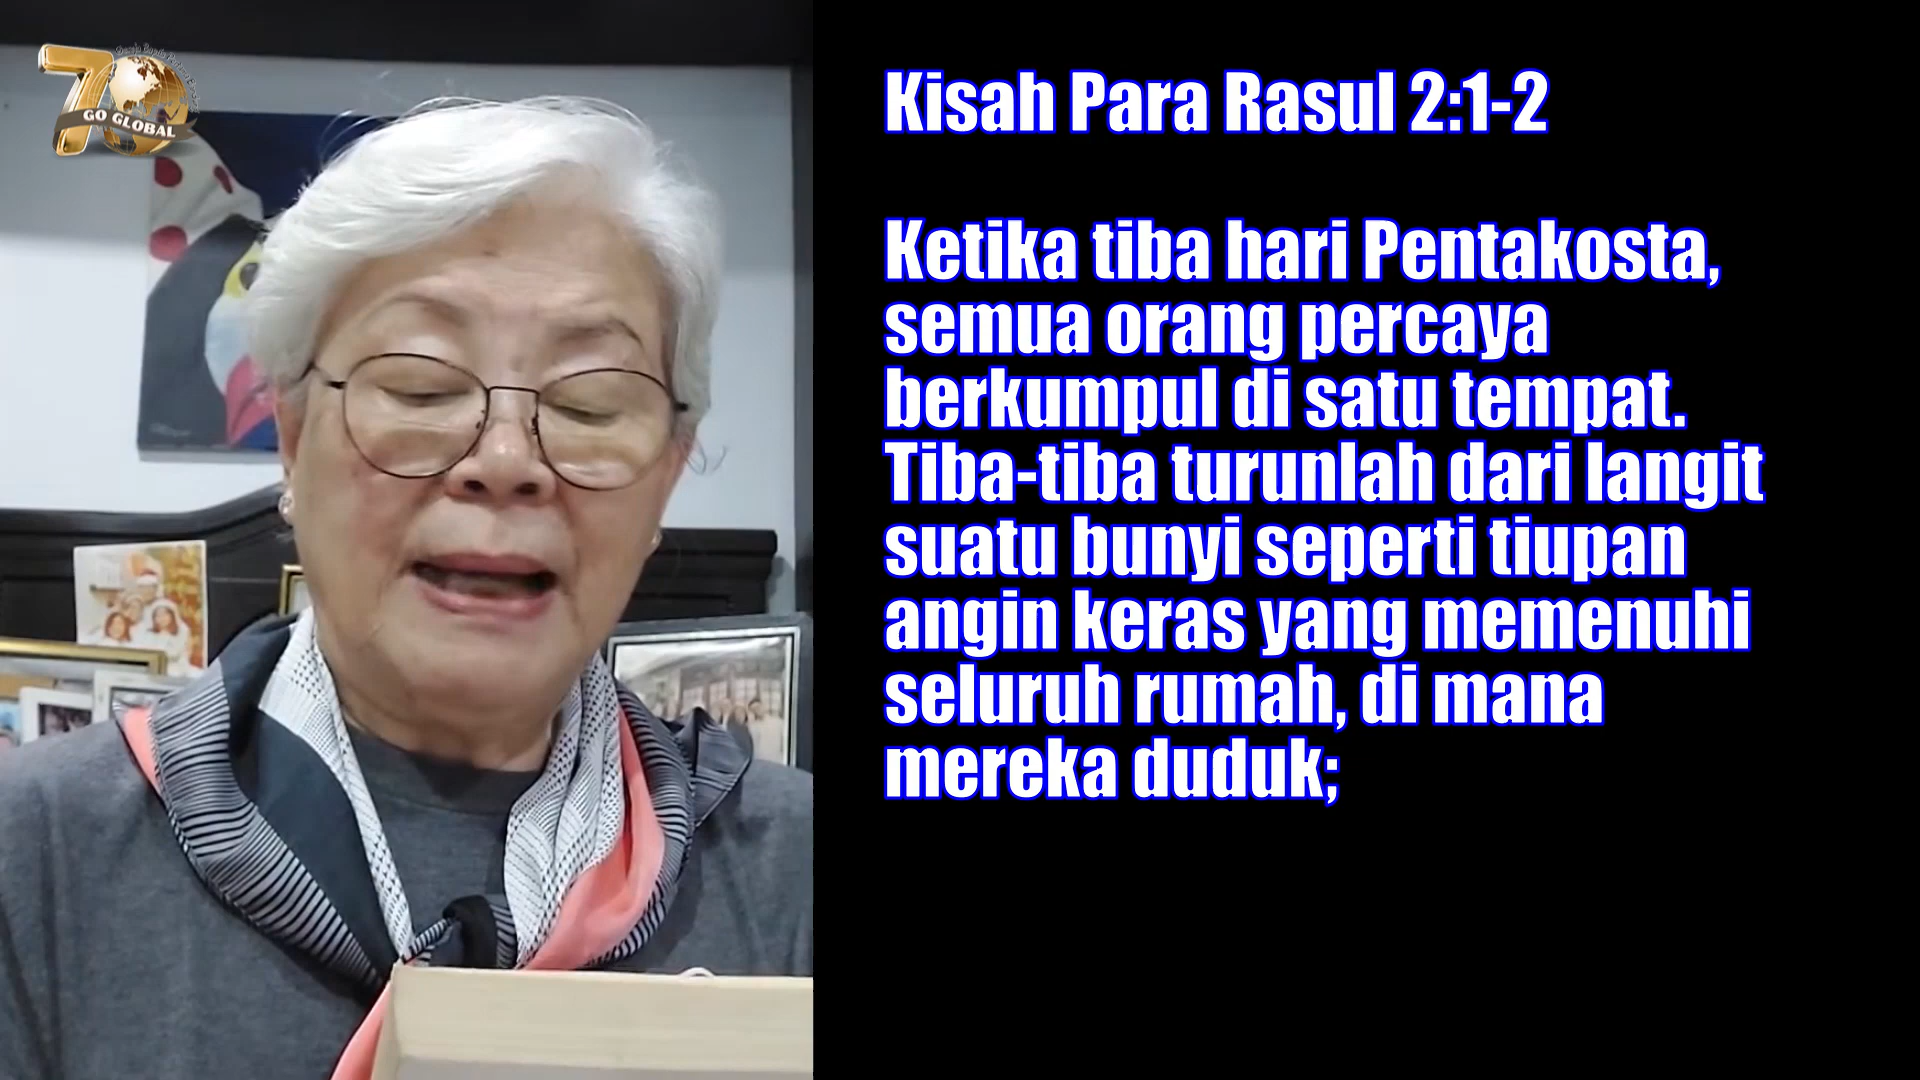 GO GLOBAL
Kisah Para Rasul 2:1-2
Ketika tiba hari Pentakosta,
semua orang percaya
berkumpul di satu tempat.
Tiba-tiba turunlah dari langit
suatu bunyi seperti tiupan
angin keras yang memenuhi
seluruh rumah, di mana
mereka duduk;